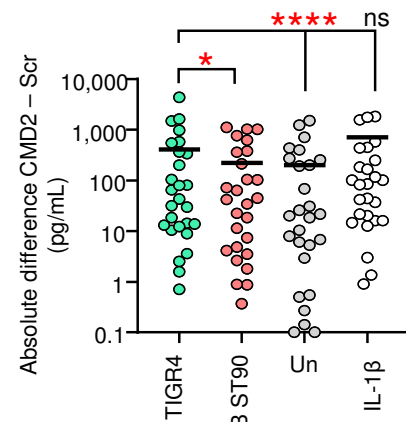 **** ns
*
Absolute difference CMD2 – Scr
(pg/mL)
10,000
1,000
100
10
1
0.1
TIGR4
ST90
Un
IL-1β